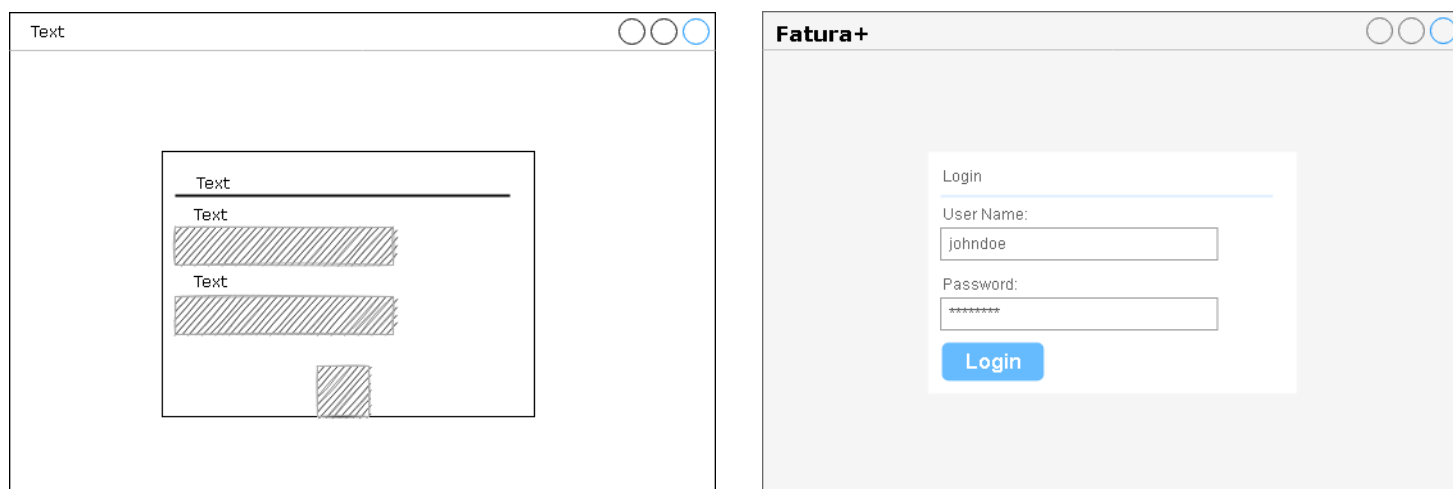 Text
Text
Text
Text
Fatura+
Login
User Name:
johndoe
Password:
********
Login